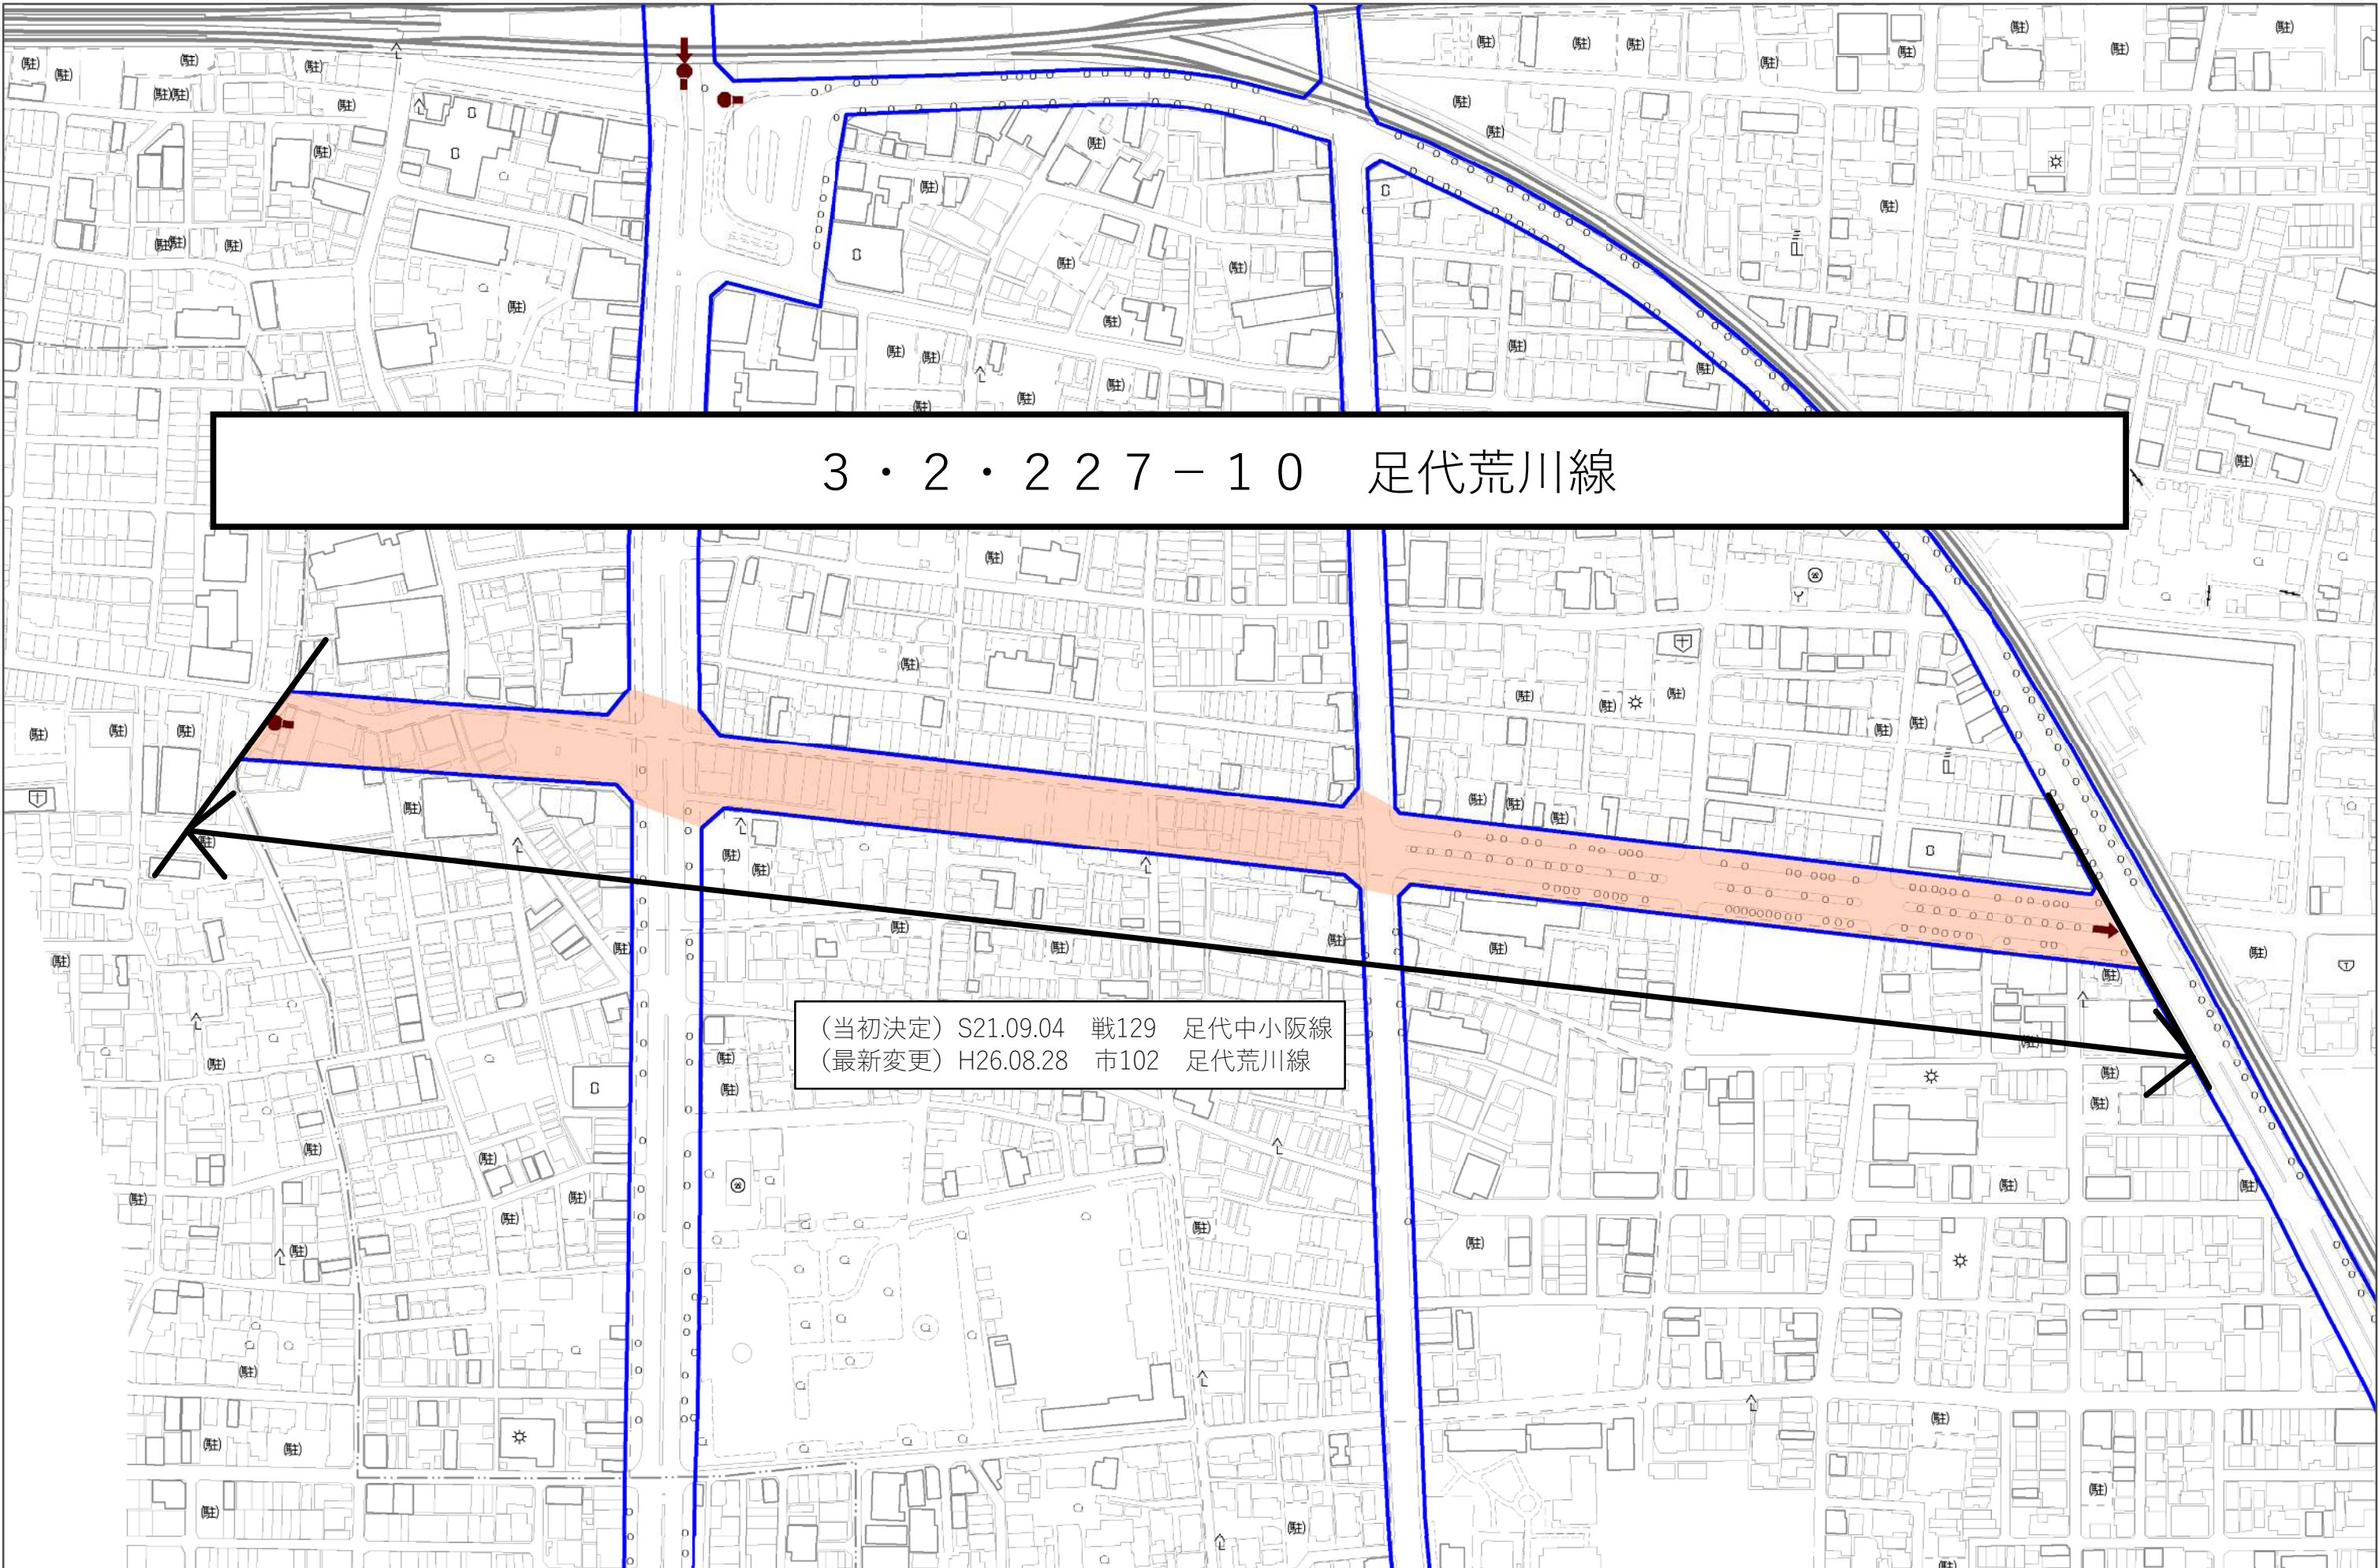 3・2・227－10　足代荒川線
（当初決定）S21.09.04　戦129　足代中小阪線
（最新変更）H26.08.28　市102　足代荒川線